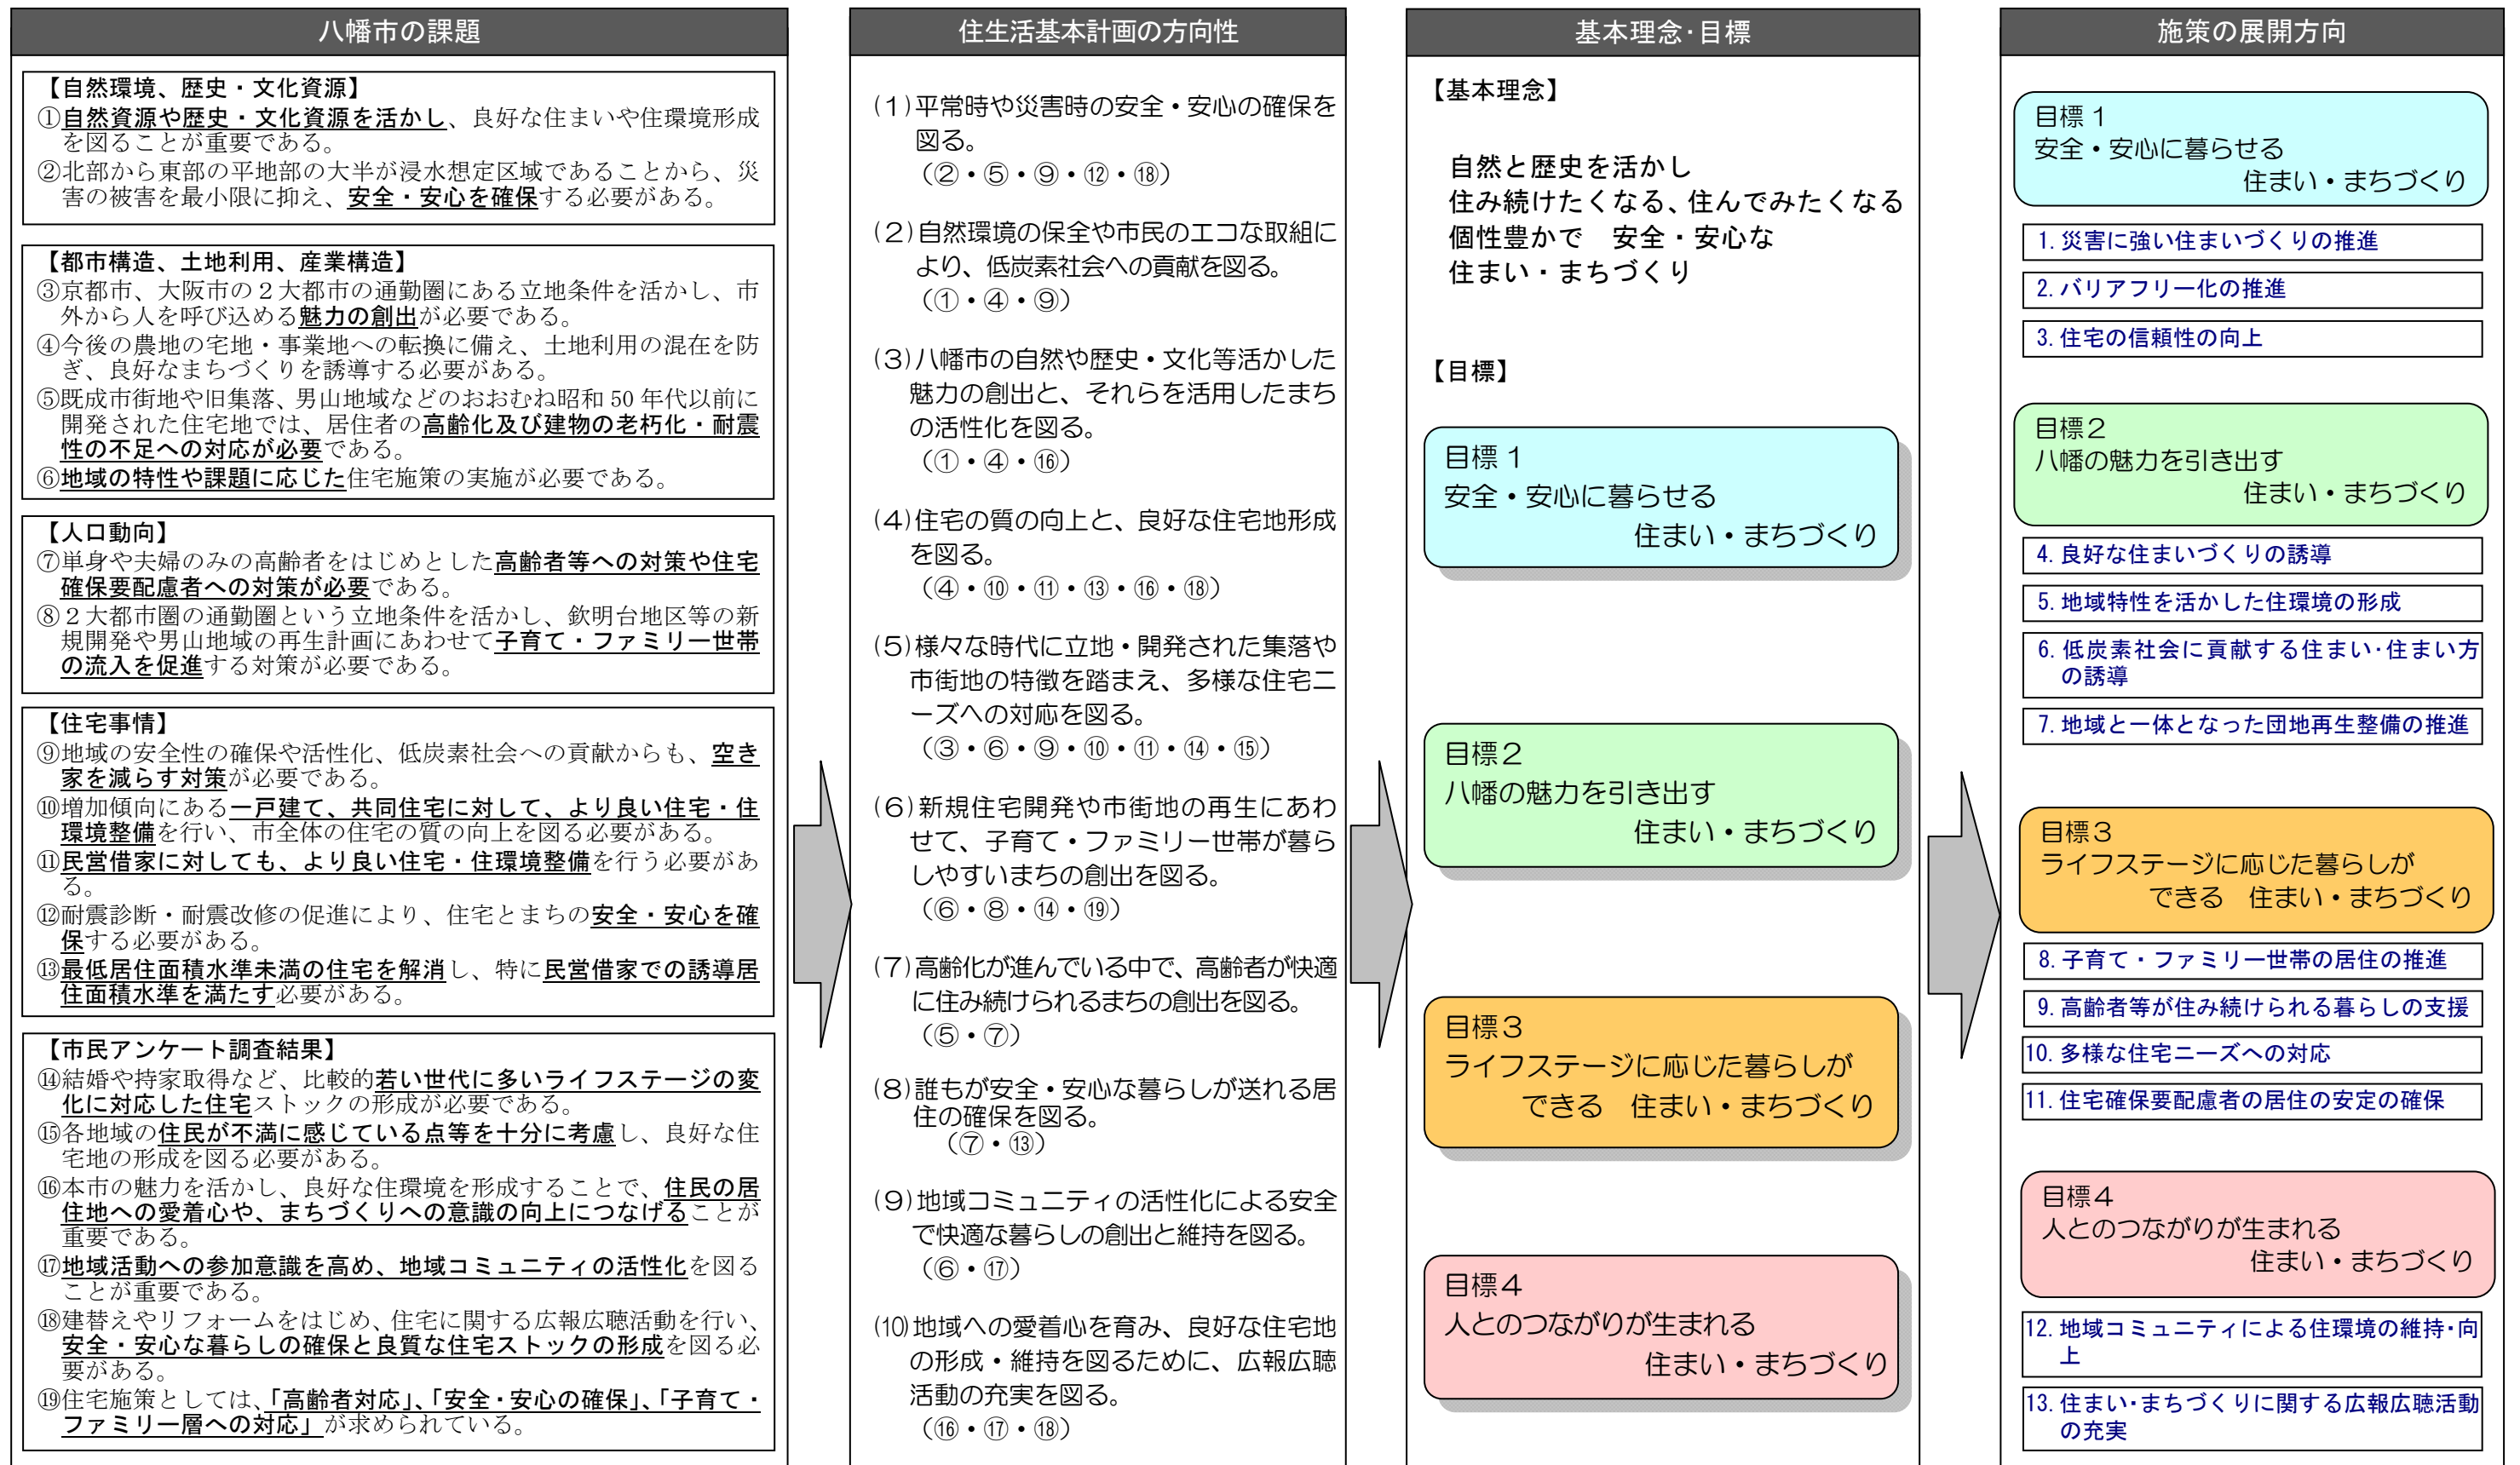 八幡市の課題
【自然環境、歴史・文化資源】
①自然資源や歴史・文化資源を活かし、良好な住まいや住環境形成
を図ることが重要である。
②北部から東部の平地部の大半が浸水想定区域であることから、災
害の被害を最小限に抑え、安全・安心を確保する必要がある。
【都市構造、土地利用、産業構造】
③京都市、大阪市の２大都市の通勤圏にある立地条件を活かし、市
外から人を呼び込める魅力の創出が必要である。
④今後の農地の宅地・事業地への転換に備え、土地利用の混在を防
ぎ、良好なまちづくりを誘導する必要がある。
⑤既成市街地や旧集落、男山地域などのおおむね昭和 50 年代以前に
開発された住宅地では、居住者の高齢化及び建物の老朽化・耐震
性の不足への対応が必要である。
⑥地域の特性や課題に応じた住宅施策の実施が必要である。
【人口動向】
⑦単身や夫婦のみの高齢者をはじめとした高齢者等への対策や住宅
確保要配慮者への対策が必要である。
⑧２大都市圏の通勤圏という立地条件を活かし、欽明台地区等の新
規開発や男山地域の再生計画にあわせて子育て・ファミリー世帯
の流入を促進する対策が必要である。
【住宅事情】
⑨地域の安全性の確保や活性化、低炭素社会への貢献からも、空き
家を減らす対策が必要である。
⑩増加傾向にある一戸建て、共同住宅に対して、より良い住宅・住
環境整備を行い、市全体の住宅の質の向上を図る必要がある。
⑪民営借家に対しても、より良い住宅・住環境整備を行う必要があ
る。
⑫耐震診断・耐震改修の促進により、住宅とまちの安全・安心を確
保する必要がある。
⑬最低居住面積水準未満の住宅を解消し、特に民営借家での誘導居
住面積水準を満たす必要がある。
【市民アンケート調査結果】
⑭結婚や持家取得など、比較的若い世代に多いライフステージの変
化に対応した住宅ストックの形成が必要である。
⑮各地域の住民が不満に感じている点等を十分に考慮し、良好な住
宅地の形成を図る必要がある。
⑯本市の魅力を活かし、良好な住環境を形成することで、住民の居
住地への愛着心や、まちづくりへの意識の向上につなげることが
重要である。
⑰地域活動への参加意識を高め、地域コミュニティの活性化を図る
ことが重要である。
⑱建替えやリフォームをはじめ、住宅に関する広報広聴活動を行い、
安全・安心な暮らしの確保と良質な住宅ストックの形成を図る必
要がある。
⑲住宅施策としては、「高齢者対応」、「安全・安心の確保」、「子育て・
ファミリー層への対応」が求められている。
住生活基本計画の方向性
(１)平常時や災害時の安全・安心の確保を
図る。
（②・⑤・⑨・⑫・⑱）
(２)自然環境の保全や市民のエコな取組に
より、低炭素社会への貢献を図る。
（①・④・⑨）
(３)八幡市の自然や歴史・文化等活かした
魅力の創出と、それらを活用したまち
の活性化を図る。
（①・④・⑯）
(４)住宅の質の向上と、良好な住宅地形成
を図る。
（④・⑩・⑪・⑬・⑯・⑱）
(５)様々な時代に立地・開発された集落や
市街地の特徴を踏まえ、多様な住宅ニ
ーズへの対応を図る。
（③・⑥・⑨・⑩・⑪・⑭・⑮）
(６)新規住宅開発や市街地の再生にあわ
せて、子育て・ファミリー世帯が暮ら
しやすいまちの創出を図る。
（⑥・⑧・⑭・⑲）
(７)高齢化が進んでいる中で、高齢者が快適
に住み続けられるまちの創出を図る。
（⑤・⑦）
(８)誰もが安全・安心な暮らしが送れる居
住の確保を図る。
（⑦・⑬）
(９)地域コミュニティの活性化による安全
で快適な暮らしの創出と維持を図る。
（⑥・⑰）
(10)地域への愛着心を育み、良好な住宅地
の形成・維持を図るために、広報広聴
活動の充実を図る。
（⑯・⑰・⑱）
基本理念・目標
【基本理念】
自然と歴史を活かし
住み続けたくなる、住んでみたくなる
個性豊かで　安全・安心な
住まい・まちづくり
【目標】
目標１
安全・安心に暮らせる
住まい・まちづくり
目標２
八幡の魅力を引き出す
住まい・まちづくり
目標３
ライフステージに応じた暮らしが
できる　住まい・まちづくり
目標４
人とのつながりが生まれる
住まい・まちづくり
施策の展開方向
目標１
安全・安心に暮らせる
住まい・まちづくり
1. 災害に強い住まいづくりの推進
2. バリアフリー化の推進
3. 住宅の信頼性の向上
目標２
八幡の魅力を引き出す
住まい・まちづくり
4. 良好な住まいづくりの誘導
5. 地域特性を活かした住環境の形成
6. 低炭素社会に貢献する住まい・住まい方
の誘導
7. 地域と一体となった団地再生整備の推進
目標３
ライフステージに応じた暮らしが
できる　住まい・まちづくり
8. 子育て・ファミリー世帯の居住の推進
9. 高齢者等が住み続けられる暮らしの支援
10. 多様な住宅ニーズへの対応
11. 住宅確保要配慮者の居住の安定の確保
目標４
人とのつながりが生まれる
住まい・まちづくり
12. 地域コミュニティによる住環境の維持・向
上
13. 住まい・まちづくりに関する広報広聴活動
の充実